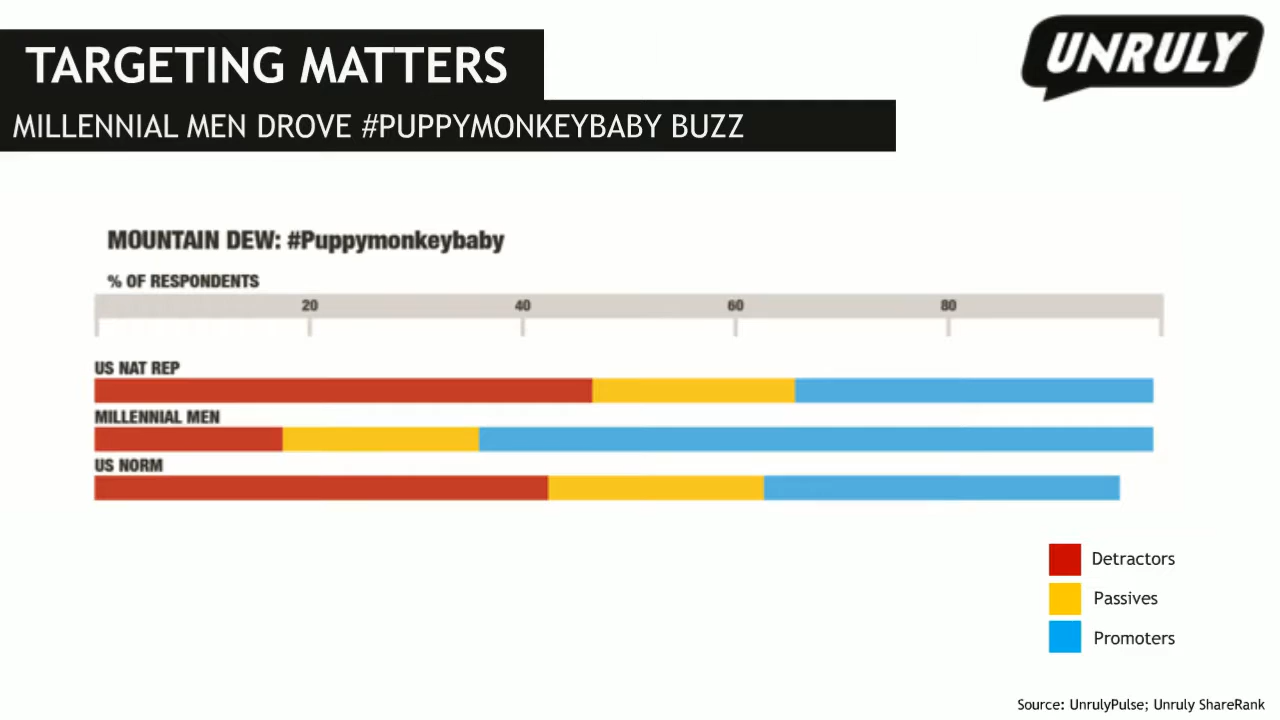 TARGETING MATTERS
UNRULY
MILLENNIAL MEN DROVE #PUPPYMONKEYBABY BUZZ
MOUNTAIN DEW: #Puppymonkeybaby
% OF RESPONDENTS
20 40 60 80
US NAT REP
MILLENNIAL MEN
US NORM
Detractors
Passives
Promoters
Source: UnrulyPulse; Unruly ShareRank